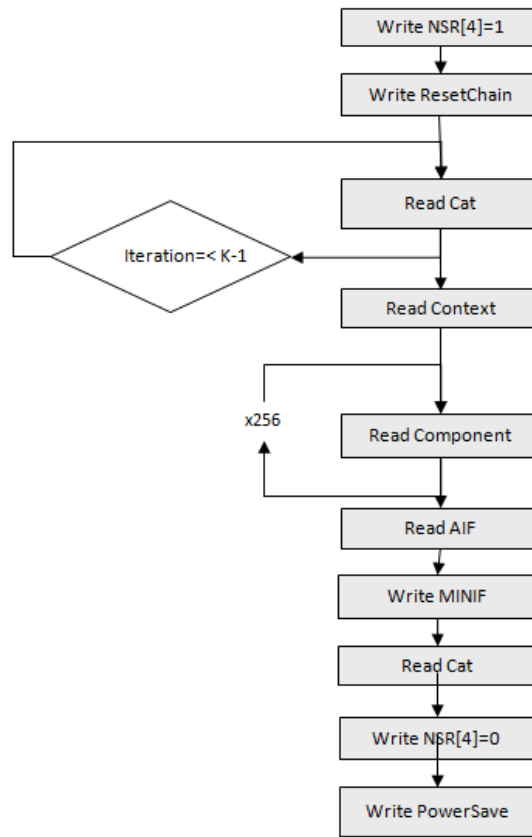 Write NSR[4]=1
Write ResetChain
Read Cat
Iteration=< K-1
Read Context
x256
Read Component
Read AIF
Write MINIF
Read Cat
Write NSR[4]=0
Write PowerSave